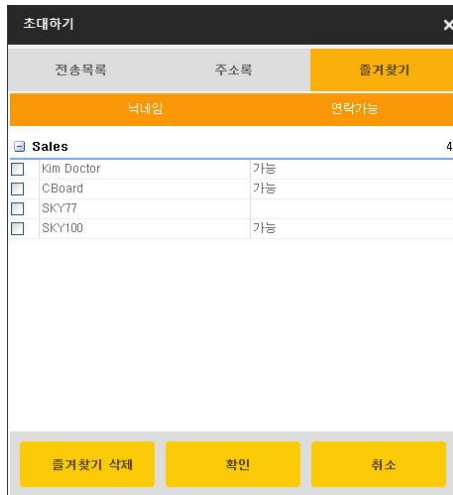 초대하기 ×
전송목록 주소록 즐겨찾기
닉네임 연락가능
Sales 4
Kim Doctor 가능
CBoard 가능
SKY77
SKY100 가능
즐겨찾기 삭제 확인 취소